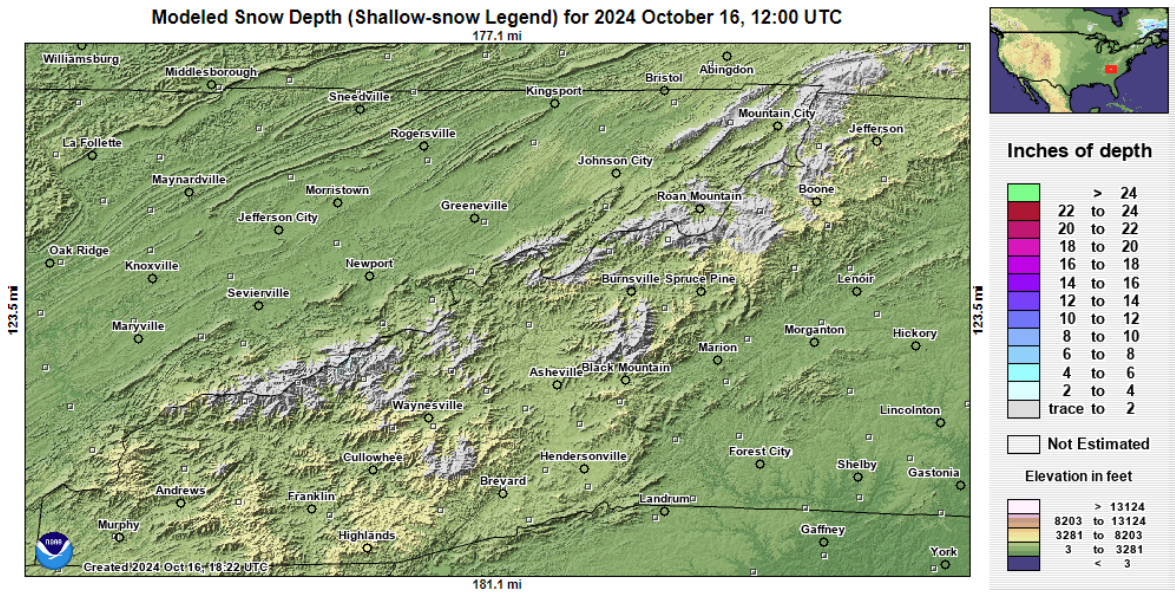 Modeled Snow Depth (Shallow-snow Legend) for 2024 October 16, 12:00 UTC
177.1 mi
Williamsburg
Middlesborough
Abingdon
Bristol
Sneedville
Kingsport
Mountain City
Jefferson
Rogersville
La Follette
Johnson City
Maynardville
Morristown
Roan Mountain
Boone
Greeneville
Jefferson City
Oak Ridge
Knoxville
Newport
Burnsville
Spruce Pine
Lenoir
Sevierville
123.5 mi
123.5 mi
Maryville
Morganton
Hickory
Marion
Asheville
Black Mountain
Waynesville
Lincolnton
Cullowhee
Hendersonville
Forest City
Shelby
Gastonia
Brevard
Andrews
Franklin
Landrum
Murphy
Highlands
Gaffney
York
NOAA
Created 2024 Oct 16, 18:22 UTC
181.1 mi
Inches of depth
> 24
22 to 24
20 to 22
18 to 20
16 to 18
14 to 16
12 to 14
10 to 12
8 to 10
6 to 8
4 to 6
2 to 4
trace to 2
Not Estimated
Elevation in feet
> 13124
8203 to 13124
3281 to 8203
3 to 3281
< 3